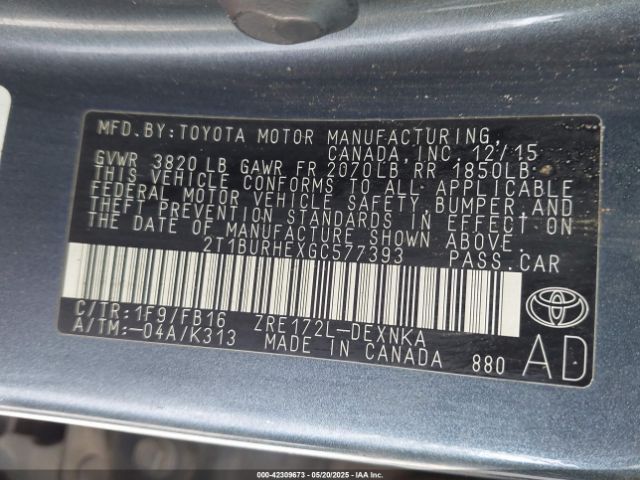 MFD. BY: TOYOTA MOTOR MANUFACTURING,
CANADA, INC. 12/15
GVWR 3820 LB GAWR FR 2070LB RR 1850LB.
THIS VEHICLE CONFORMS TO ALL APPLICABLE
FEDERAL MOTOR VEHICLE SAFETY, BUMPER, AND
THEFT PREVENTION STANDARDS IN EFFECT ON
THE DATE OF MANUFACTURE SHOWN ABOVE.
2T1BURHEXGC577393 PASS.CAR
C/TR:1F9/FB16 ZRE172L-DEXNKA
A/TM:-04A/K313 MADE IN CANADA 880 AD
00-42309673 — 05/20/2025 — IAA Inc.